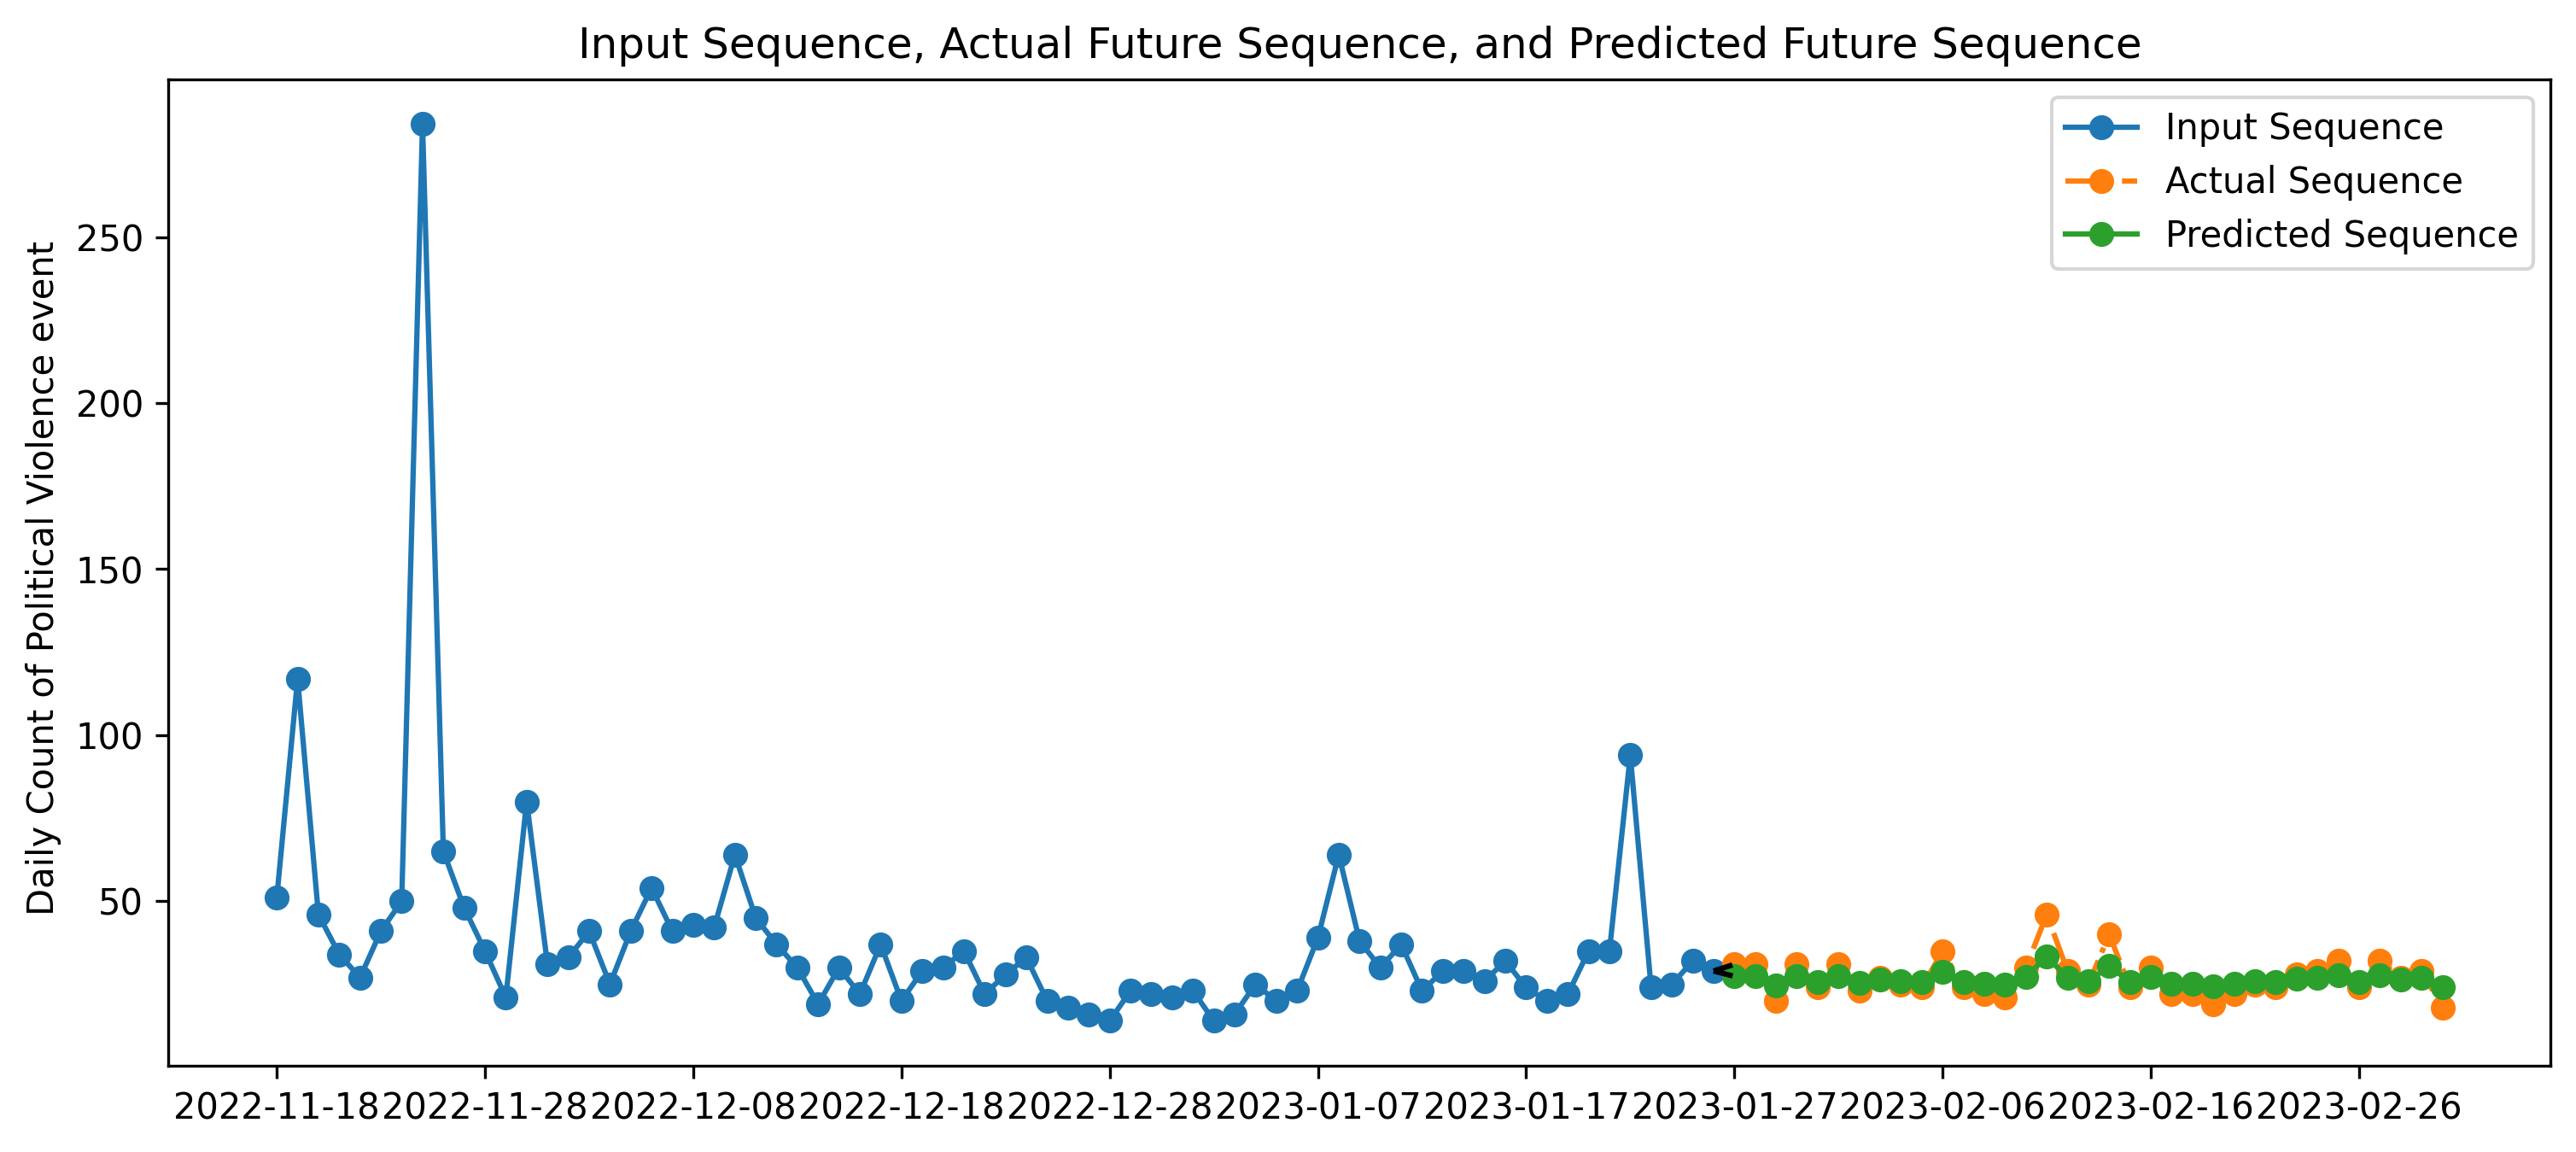 Input Sequence, Actual Future Sequence, and Predicted Future Sequence
Input Sequence
Actual Sequence
Predicted Sequence
Daily Count of Political Violence event
250
200
150
100
50
2022-11-18 2022-11-28 2022-12-08 2022-12-18 2022-12-28 2023-01-07 2023-01-17 2023-01-27 2023-02-06 2023-02-16 2023-02-26